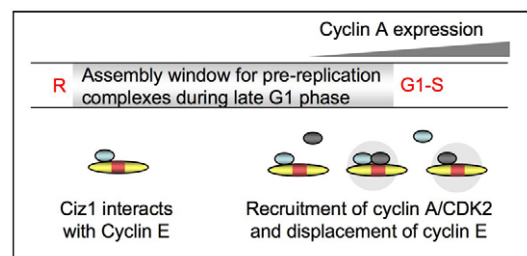 Cyclin A expression
R
Assembly window for pre-replication
complexes during late G1 phase
G1-S
Ciz1 interacts
with Cyclin E
Recruitment of cyclin A/CDK2
and displacement of cyclin E